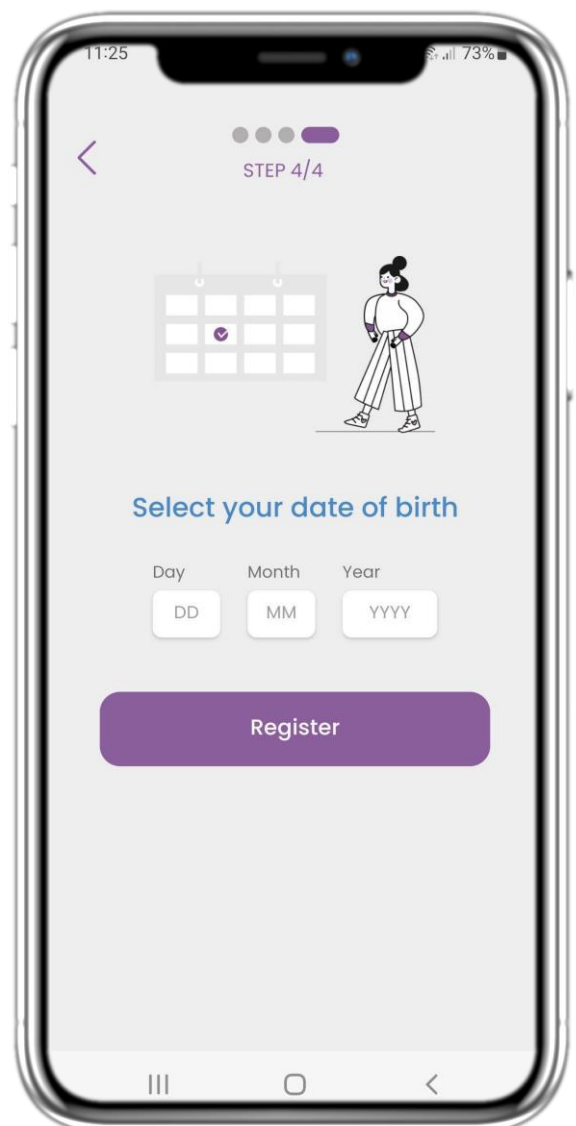 11:25 73%
STEP 4/4
Select your date of birth
Day Month Year
DD MM YYYY
Register